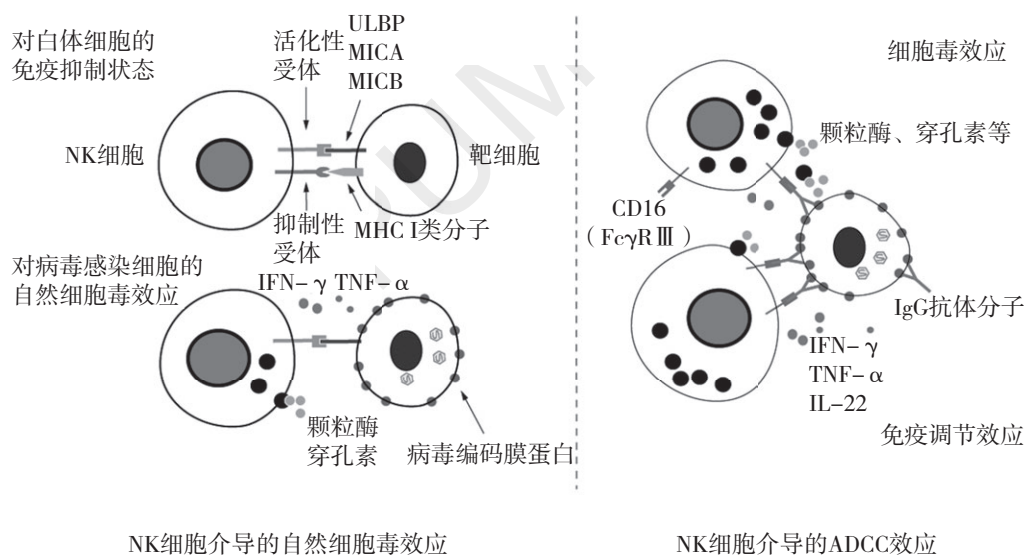 对白体细胞的
免疫抑制状态
活化性
受体
ULBP
MICA
MICB
NK细胞
靶细胞
抑制性
受体
MHC I类分子
对病毒感染细胞的
自然细胞毒效应
IFN-γ TNF-α
颗粒酶
穿孔素
病毒编码膜蛋白
NK细胞介导的自然细胞毒效应
细胞毒效应
颗粒酶、穿孔素等
CD16
(FcγRⅢ)
IgG抗体分子
IFN-γ
TNF-α
IL-22
免疫调节效应
NK细胞介导的ADCC效应